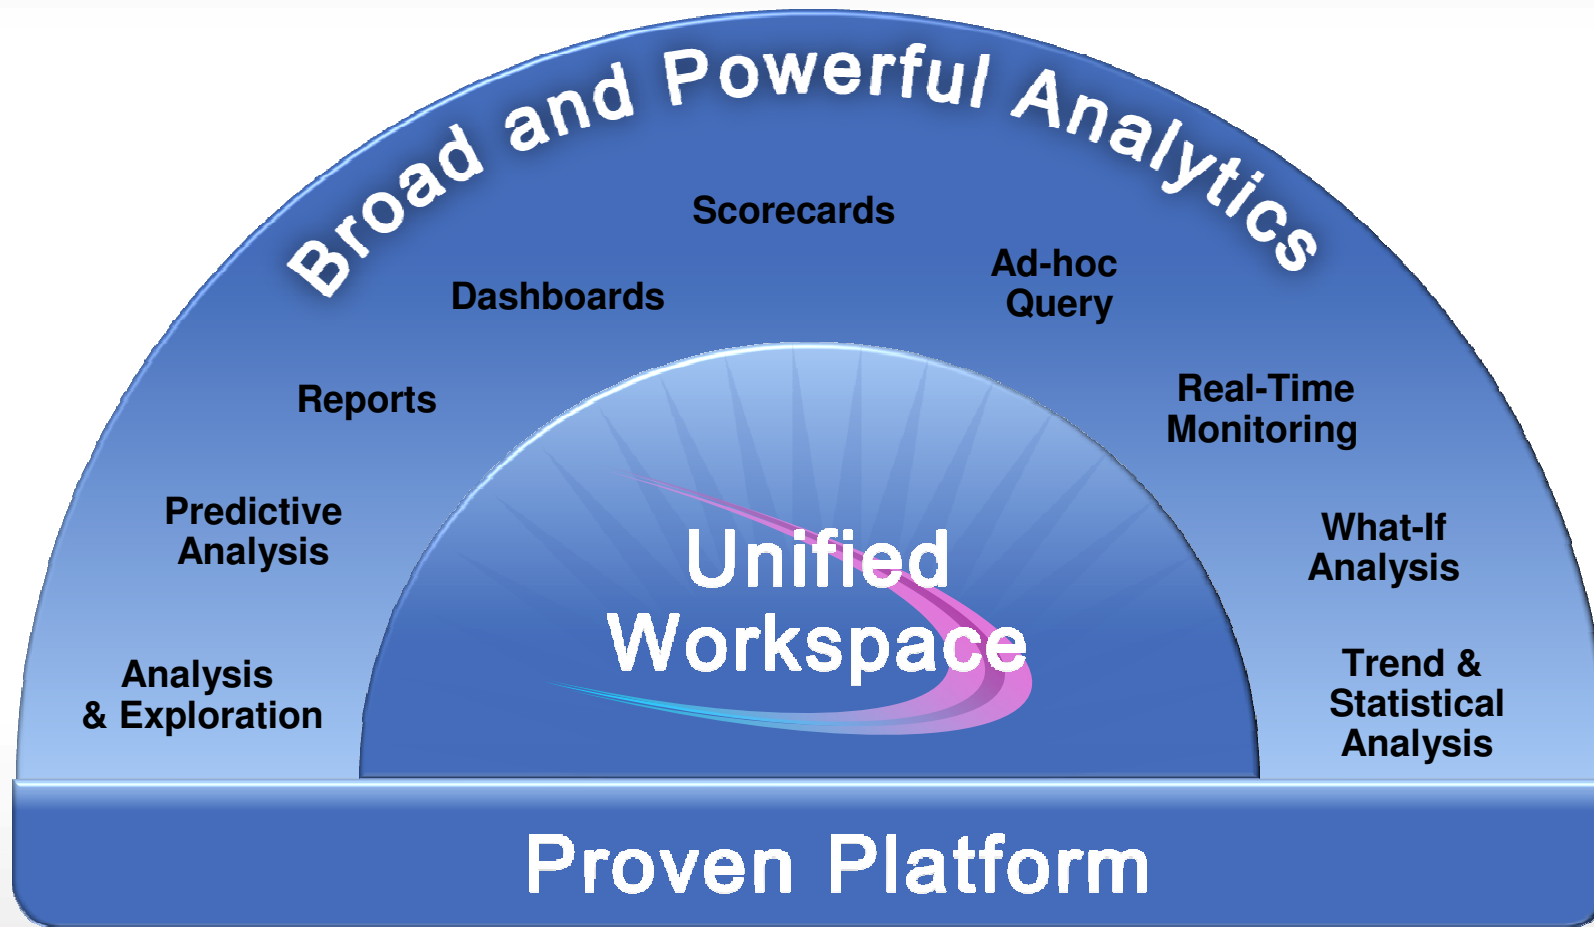 Broad and Powerful Analytics
Scorecards
Ad-hoc
Query
Dashboards
Real-Time
Monitoring
Reports
Predictive
Analysis
What-If
Analysis
Unified
Workspace
Analysis
& Exploration
Trend &
Statistical
Analysis
Proven Platform